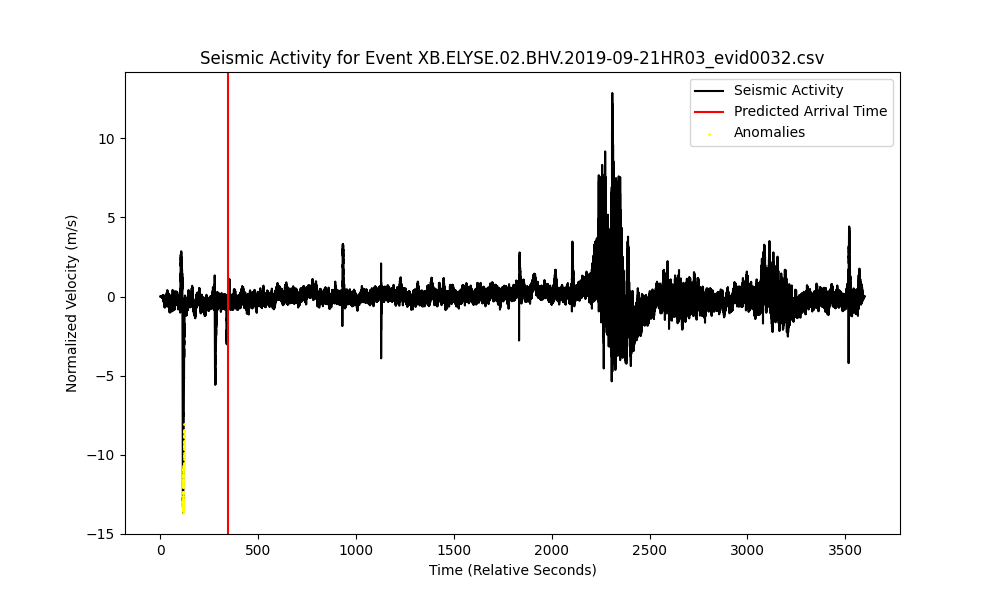 Seismic Activity for Event XB.ELYSE.02.BHV.2019-09-21HR03_evid0032.csv
Seismic Activity
Predicted Arrival Time
Anomalies
Normalized Velocity (m/s)
10
5
0
−5
−10
−15
0 500 1000 1500 2000 2500 3000 3500
Time (Relative Seconds)